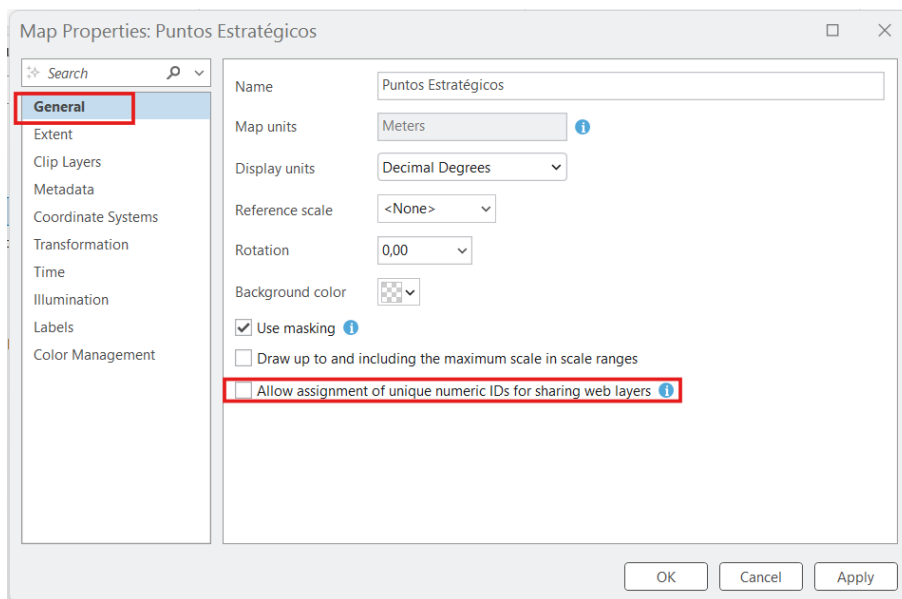 Map Properties: Puntos Estratégicos
Search
General
Extent
Clip Layers
Metadata
Coordinate Systems
Transformation
Time
Illumination
Labels
Color Management
Name Puntos Estratégicos
Map units Meters
Display units Decimal Degrees
Reference scale <None>
Rotation 0,00
Background color
Use masking
Draw up to and including the maximum scale in scale ranges
Allow assignment of unique numeric IDs for sharing web layers
OK Cancel Apply